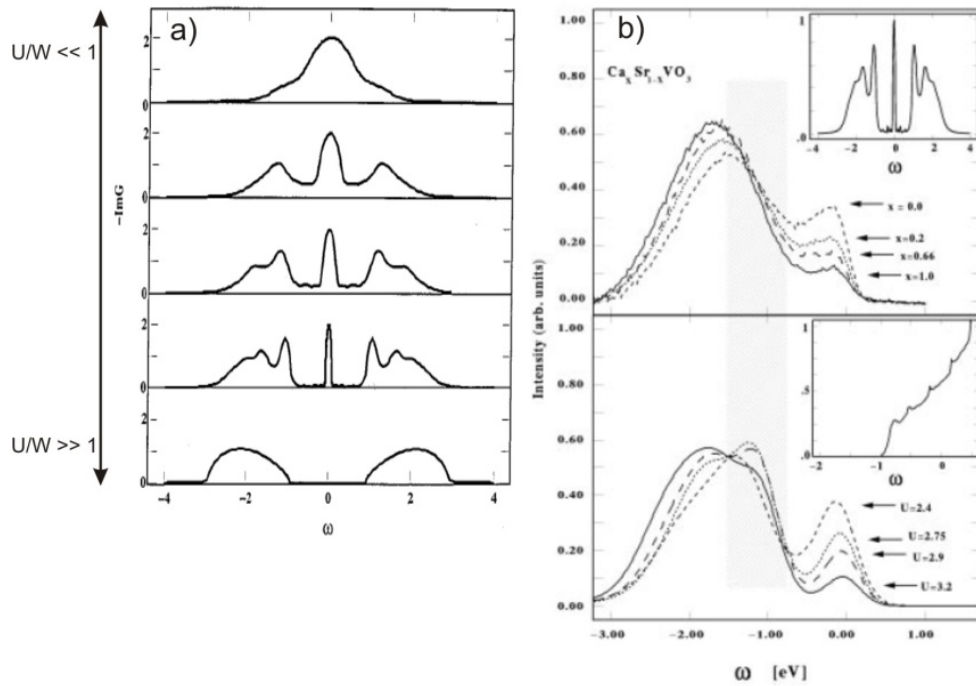 a)
U/W << 1
2
0
2
0
2
0
2
0
2
0
-ImG
U/W >> 1
−4 −2 0 2 4
ω
b)
Ca_xSr_{1-x}VO_3
1.00
0.80
0.60
0.40
0.20
0.00
1
.5
.0
−4 −2 0 2 4
ω
x = 0.0
x=0.2
x=0.66
x=1.0
Intensity (arb. units)
1.00
0.80
0.60
0.40
0.20
0.00
1
.5
0
−2 −1 0
ω
U=2.4
U=2.75
U=2.9
U=3.2
-3.00 -2.00 -1.00 0.00 1.00
ω [eV]